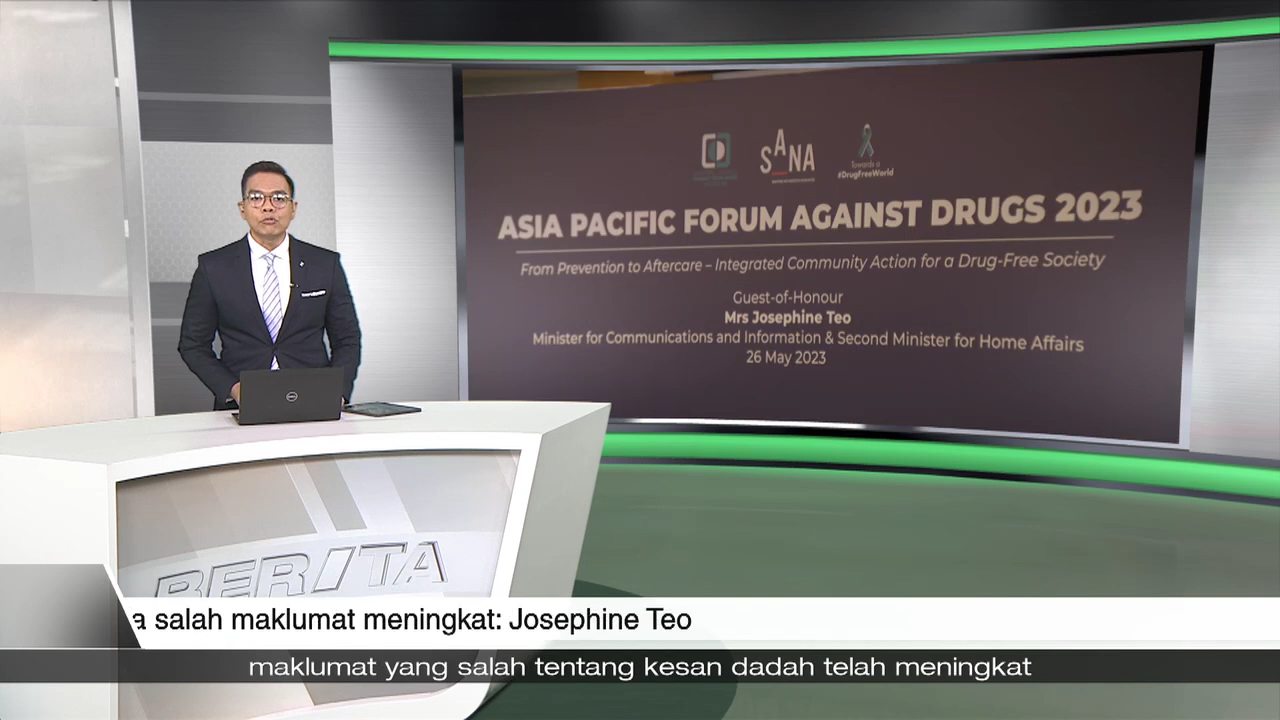 SANA
Towards a
#DrugFreeWorld
ASIA PACIFIC FORUM AGAINST DRUGS 2023
From Prevention to Aftercare – Integrated Community Action for a Drug-Free Society
Guest-of-Honour
Mrs Josephine Teo
Minister for Communications and Information & Second Minister for Home Affairs
26 May 2023
DELL
BERITA
a salah maklumat meningkat: Josephine Teo
maklumat yang salah tentang kesan dadah telah meningkat